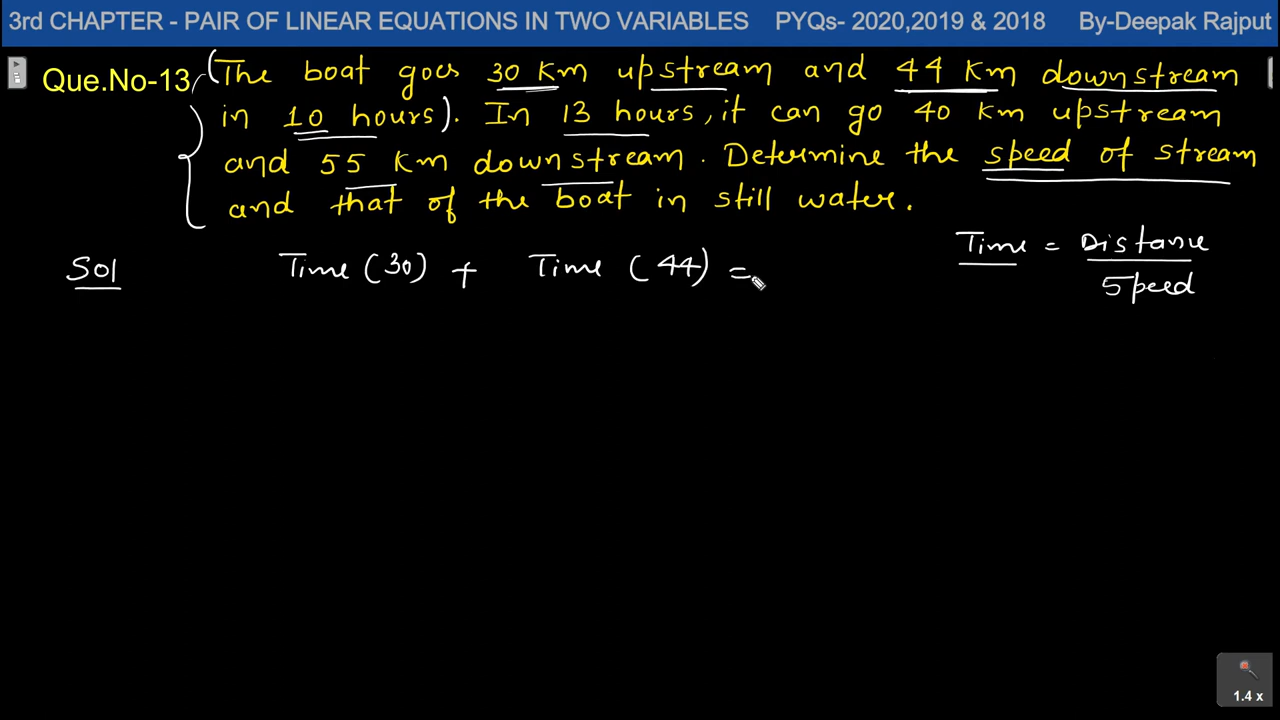 3rd CHAPTER - PAIR OF LINEAR EQUATIONS IN TWO VARIABLES PYQs- 2020,2019 & 2018 By-Deepak Rajput
Que.No-13 (The boat goes 30 Km upstream and 44 Km downstream
in 10 hours). In 13 hours, it can go 40 Km upstream
and 55 Km downstream. Determine the speed of stream
and that of the boat in still water.
Time = Distance
Speed
Sol Time (30) + Time (44) =
1.4 x